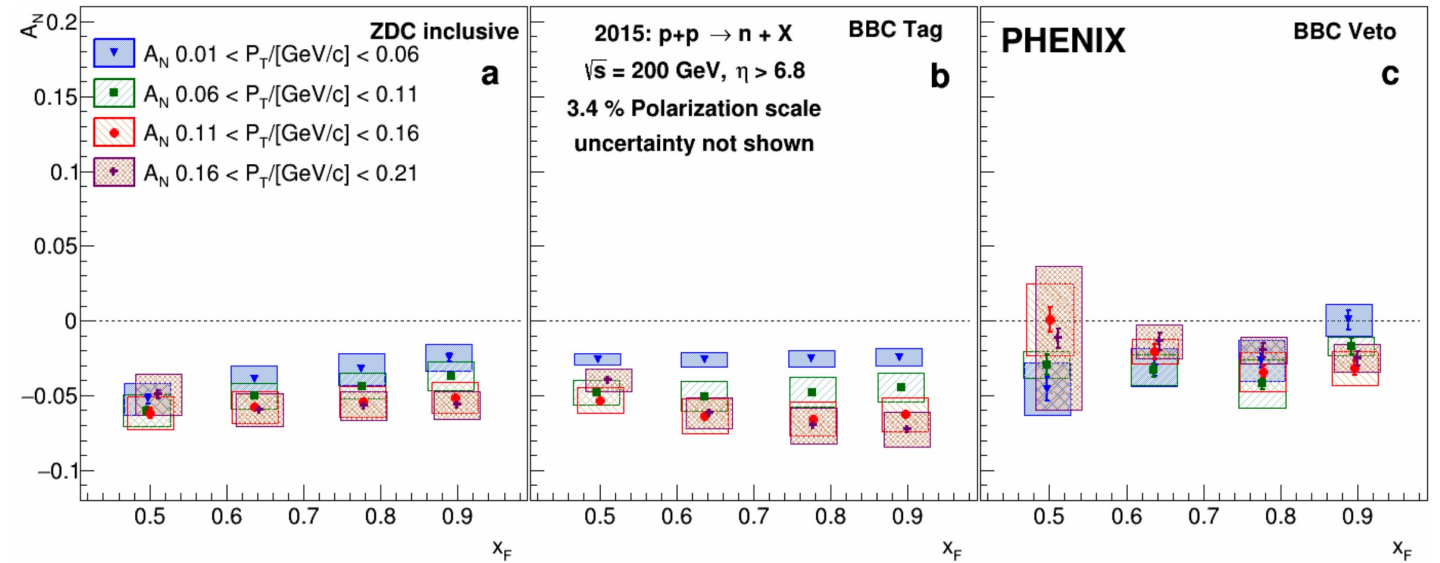 A_N
0.2
0.15
0.1
0.05
0
−0.05
−0.1
ZDC inclusive
a
A_N 0.01 < P_T/[GeV/c] < 0.06
A_N 0.06 < P_T/[GeV/c] < 0.11
A_N 0.11 < P_T/[GeV/c] < 0.16
A_N 0.16 < P_T/[GeV/c] < 0.21
0.5 0.6 0.7 0.8 0.9
x_F
BBC Tag
b
2015: p+p → n + X
√s = 200 GeV, η > 6.8
3.4 % Polarization scale
uncertainty not shown
0.5 0.6 0.7 0.8 0.9
x_F
PHENIX
BBC Veto
c
0.5 0.6 0.7 0.8 0.9
x_F